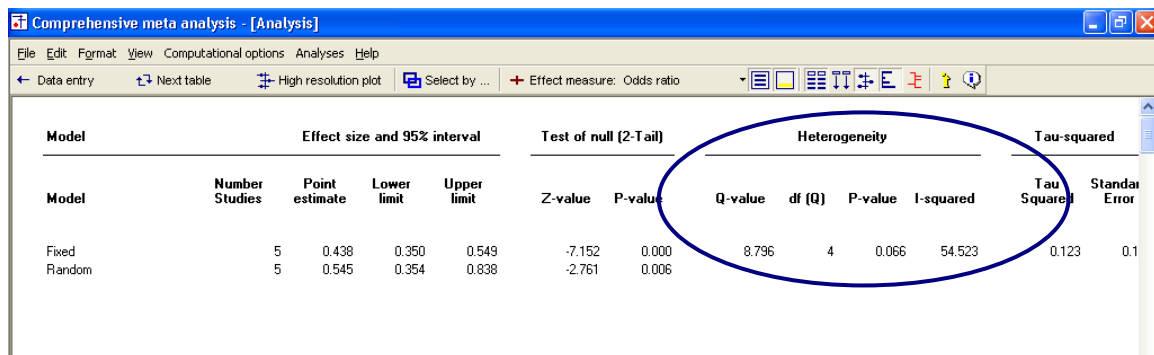 Comprehensive meta analysis - [Analysis]
File Edit Format View Computational options Analyses Help
← Data entry Next table High resolution plot Select by ... Effect measure: Odds ratio
Model Effect size and 95% interval Test of null (2-Tail) Heterogeneity Tau-squared
Model Number Studies Point estimate Lower limit Upper limit Z-value P-value Q-value df (Q) P-value I-squared Tau Squared Standar Error
Fixed 5 0.438 0.350 0.549 -7.152 0.000 8.796 4 0.066 54.523 0.123 0.1
Random 5 0.545 0.354 0.838 -2.761 0.006